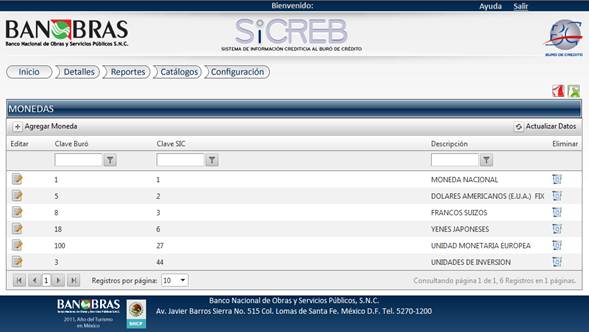 Bienvenido: Ayuda Salir
BANOBRAS
Banco Nacional de Obras y Servicios Públicos S.N.C.
SiCREB
SISTEMA DE INFORMACIÓN CREDITICIA AL BURÓ DE CRÉDITO
BURO DE CREDITO
Inicio Detalles Reportes Catálogos Configuración
MONEDAS
Agregar Moneda Actualizar Datos
Editar Clave Buró Clave SIC Descripción Eliminar
1 1 MONEDA NACIONAL
5 2 DOLARES AMERICANOS (E.U.A.) FIX
8 3 FRANCOS SUIZOS
18 6 YENES JAPONESES
100 27 UNIDAD MONETARIA EUROPEA
3 44 UNIDADES DE INVERSION
1 Registros por página: 10 Consultando página 1 de 1, 6 Registros en 1 páginas.
BANOBRAS
2011, Año del Turismo
en México
SHCP
Banco Nacional de Obras y Servicios Públicos, S.N.C.
Av. Javier Barros Sierra No. 515 Col. Lomas de Santa Fe. México D.F. Tel. 5270-1200